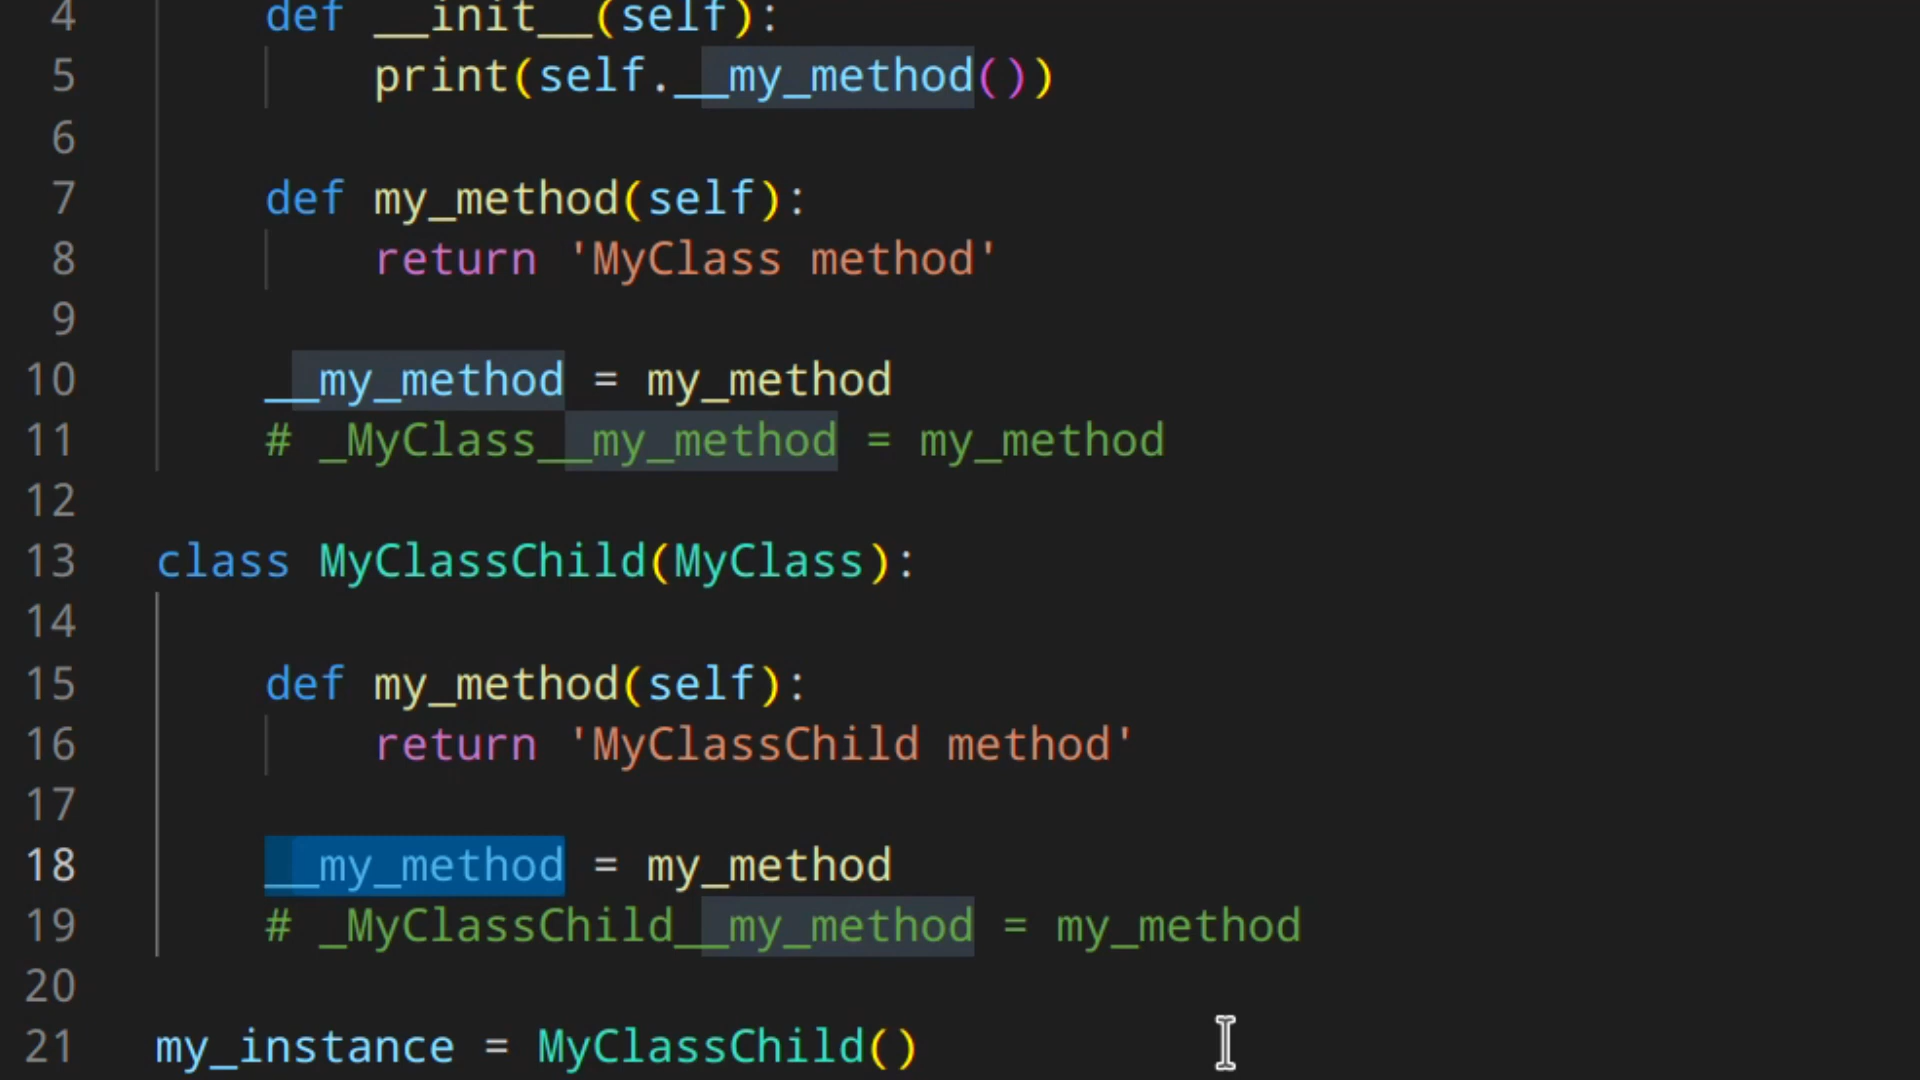 4 def __init__(self):
5 print(self.__my_method())
6
7 def my_method(self):
8 return 'MyClass method'
9
10 __my_method = my_method
11 # _MyClass__my_method = my_method
12
13 class MyClassChild(MyClass):
14
15 def my_method(self):
16 return 'MyClassChild method'
17
18 __my_method = my_method
19 # _MyClassChild__my_method = my_method
20
21 my_instance = MyClassChild()